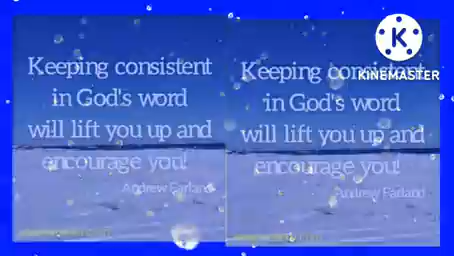 Keeping consistent
in God's word
will lift you up and
encourage you!
Andrew Farland
Keeping consistent
in God's word
will lift you up and
encourage you!
Andrew Farland
K
KINEMASTER